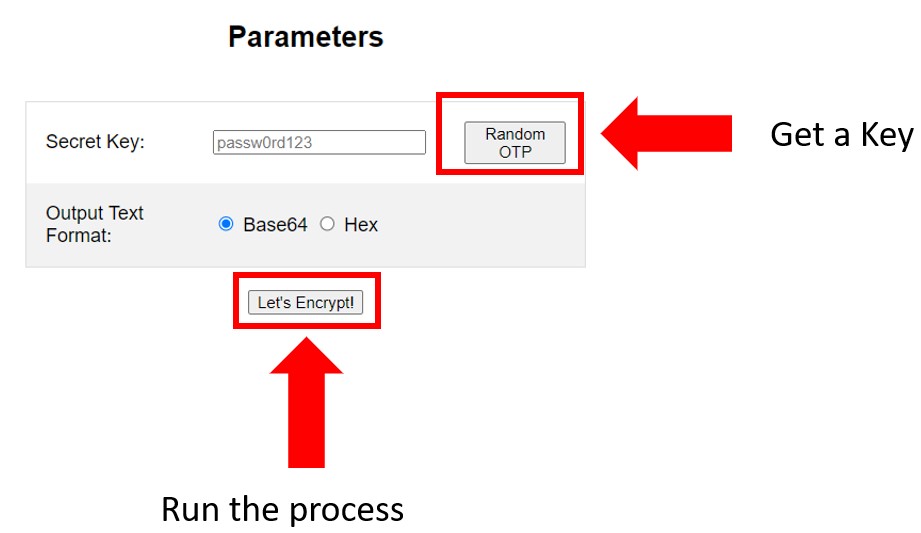 Parameters
Secret Key:
passw0rd123
Random
OTP
Get a Key
Output Text
Format:
Base64
Hex
Let's Encrypt!
Run the process